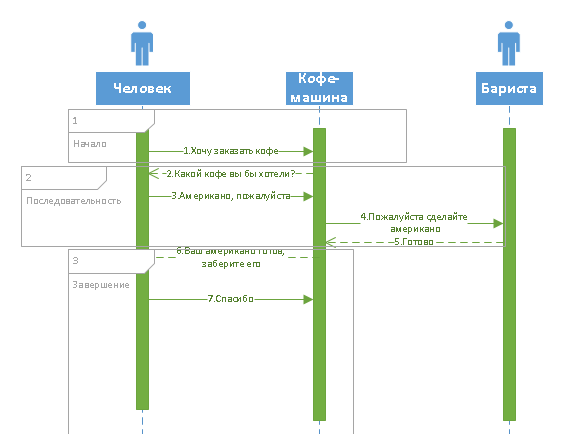 Человек
Кофе-
машина
Бариста
1
Начало
1.Хочу заказать кофе
2.Какой кофе вы бы хотели?
2
3.Американо, пожалуйста
Последовательность
4.Пожалуйста сделайте
американо
5.Готово
6.Ваш американо готов,
заберите его
3
Завершение
7.Спасибо